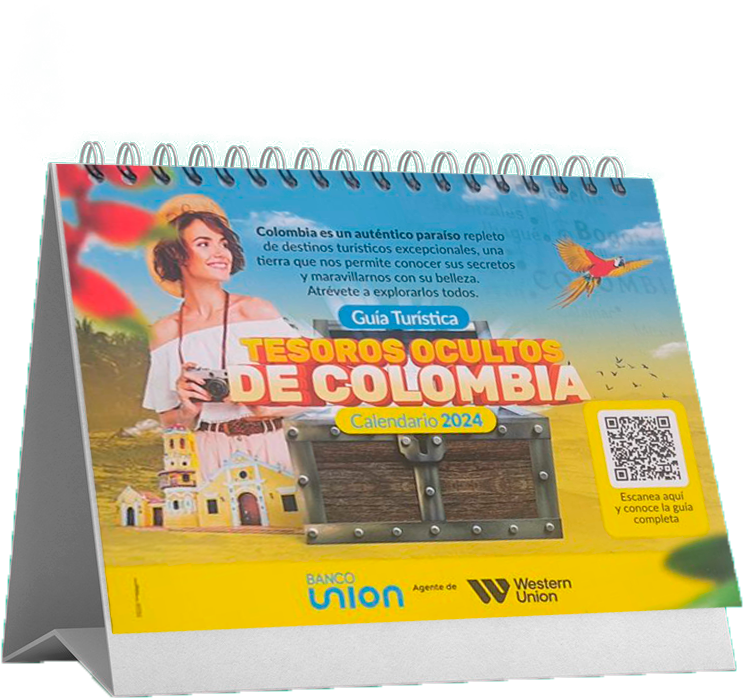 Colombia es un auténtico paraíso repleto
de destinos turísticos excepcionales, una
tierra que nos permite conocer sus secretos
y maravillarnos con su belleza.
Atrévete a explorarlos todos.
Guía Turística
TESOROS OCULTOS
DE COLOMBIA
Calendario 2024
Escanea aquí
y conoce la guía
completa
BANCO
union
Agente de
Western
Union